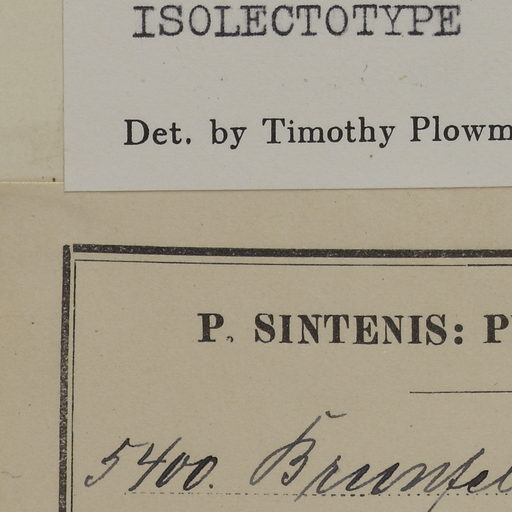 ISOLECTOTYPE
Det. by Timothy Plowm
P. SINTENIS: P
5400. Brunfel